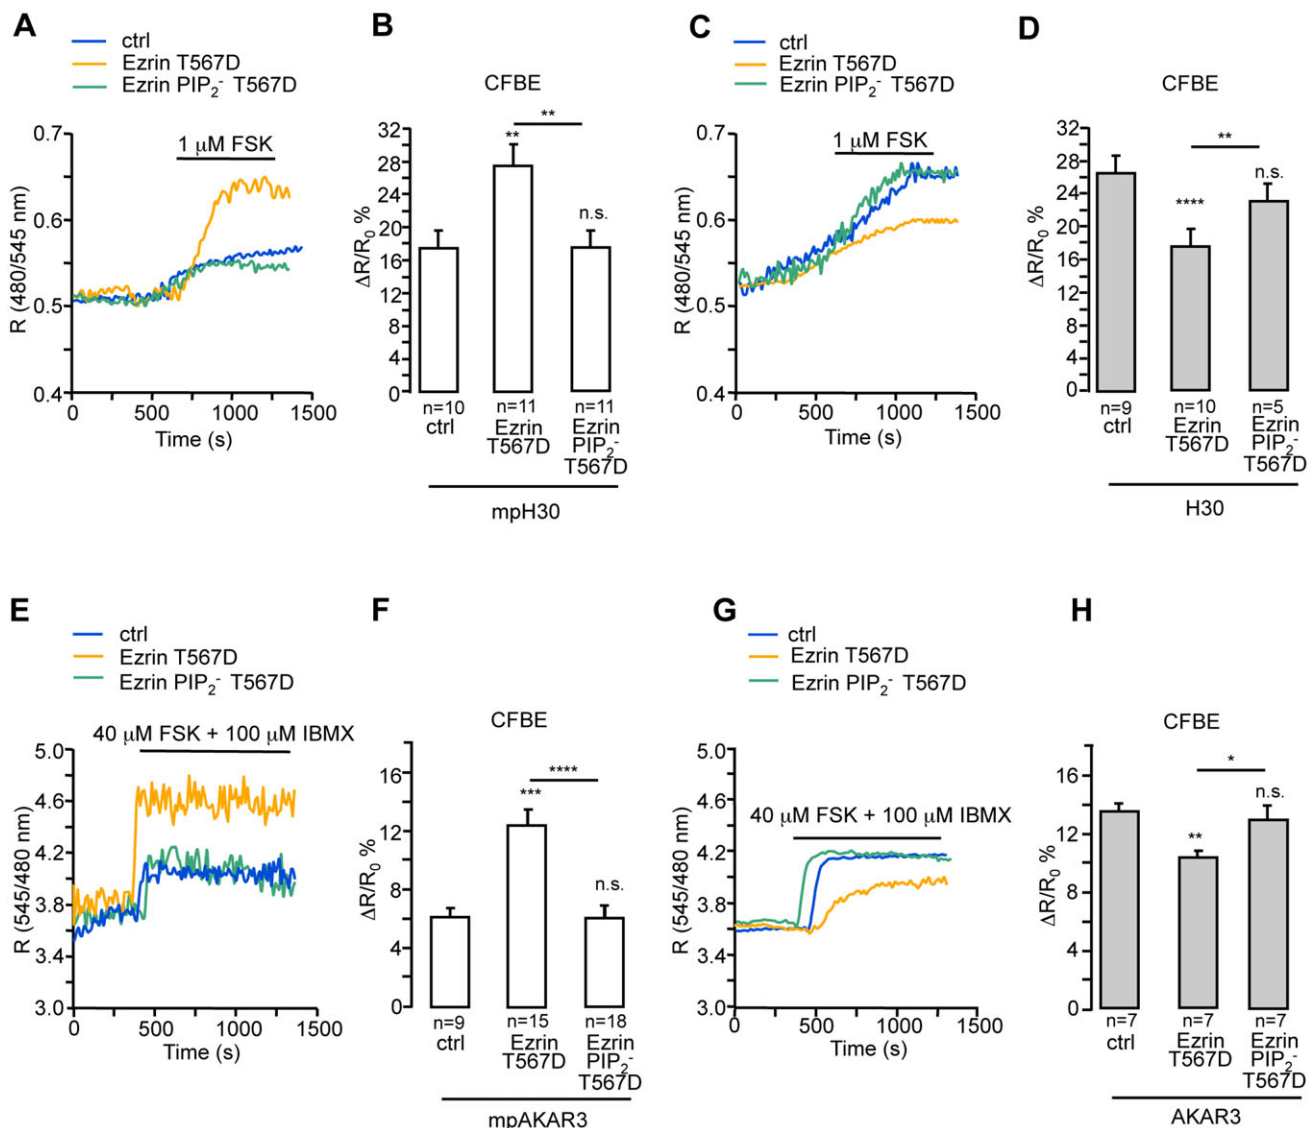 A
ctrl
Ezrin T567D
Ezrin PIP₂⁻ T567D
1 µM FSK
R (480/545 nm)
0.7
0.6
0.5
0.4
0
500
1000
1500
Time (s)
B
CFBE
**
**
n.s.
ΔR/R₀ %
32
28
24
20
16
12
8
4
0
n=10
ctrl
n=11
Ezrin
T567D
n=11
Ezrin
PIP₂⁻
T567D
mpH30
C
ctrl
Ezrin T567D
Ezrin PIP₂⁻ T567D
1 µM FSK
R (480/545 nm)
0.7
0.6
0.5
0.4
0
500
1000
1500
Time (s)
D
CFBE
**
****
n.s.
ΔR/R₀ %
32
28
24
20
16
12
8
4
0
n=9
ctrl
n=10
Ezrin
T567D
n=5
Ezrin
PIP₂⁻
T567D
H30
E
ctrl
Ezrin T567D
Ezrin PIP₂⁻ T567D
40 µM FSK + 100 µM IBMX
R (545/480 nm)
5.0
4.6
4.2
3.8
3.4
3.0
0
500
1000
1500
Time (s)
F
CFBE
****
***
n.s.
ΔR/R₀ %
16
12
8
4
0
n=9
ctrl
n=15
Ezrin
T567D
n=18
Ezrin
PIP₂⁻
T567D
mpAKAR3
G
ctrl
Ezrin T567D
Ezrin PIP₂⁻ T567D
40 µM FSK + 100 µM IBMX
R (545/480 nm)
5.0
4.6
4.2
3.8
3.4
3.0
0
500
1000
1500
Time (s)
H
CFBE
*
**
n.s.
ΔR/R₀ %
16
12
8
4
0
n=7
ctrl
n=7
Ezrin
T567D
n=7
Ezrin
PIP₂⁻
T567D
AKAR3